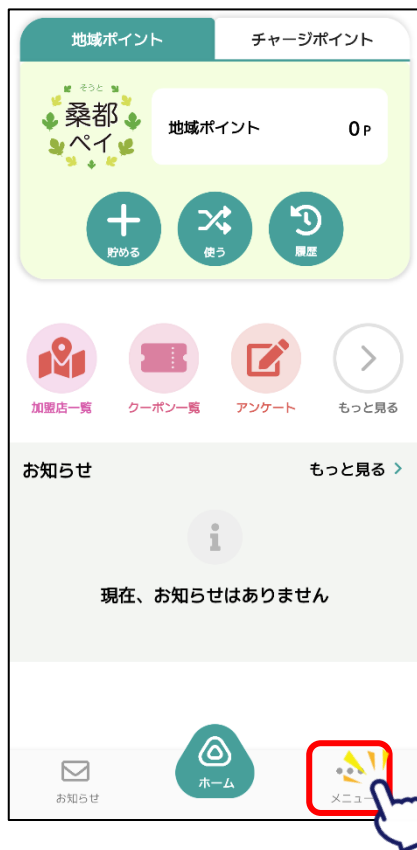 地域ポイント
チャージポイント
そうと
桑都
ペイ
地域ポイント 0 P
貯める
使う
履歴
加盟店一覧
クーポン一覧
アンケート
もっと見る
お知らせ
もっと見る
現在、お知らせはありません
お知らせ
ホーム
メニュー